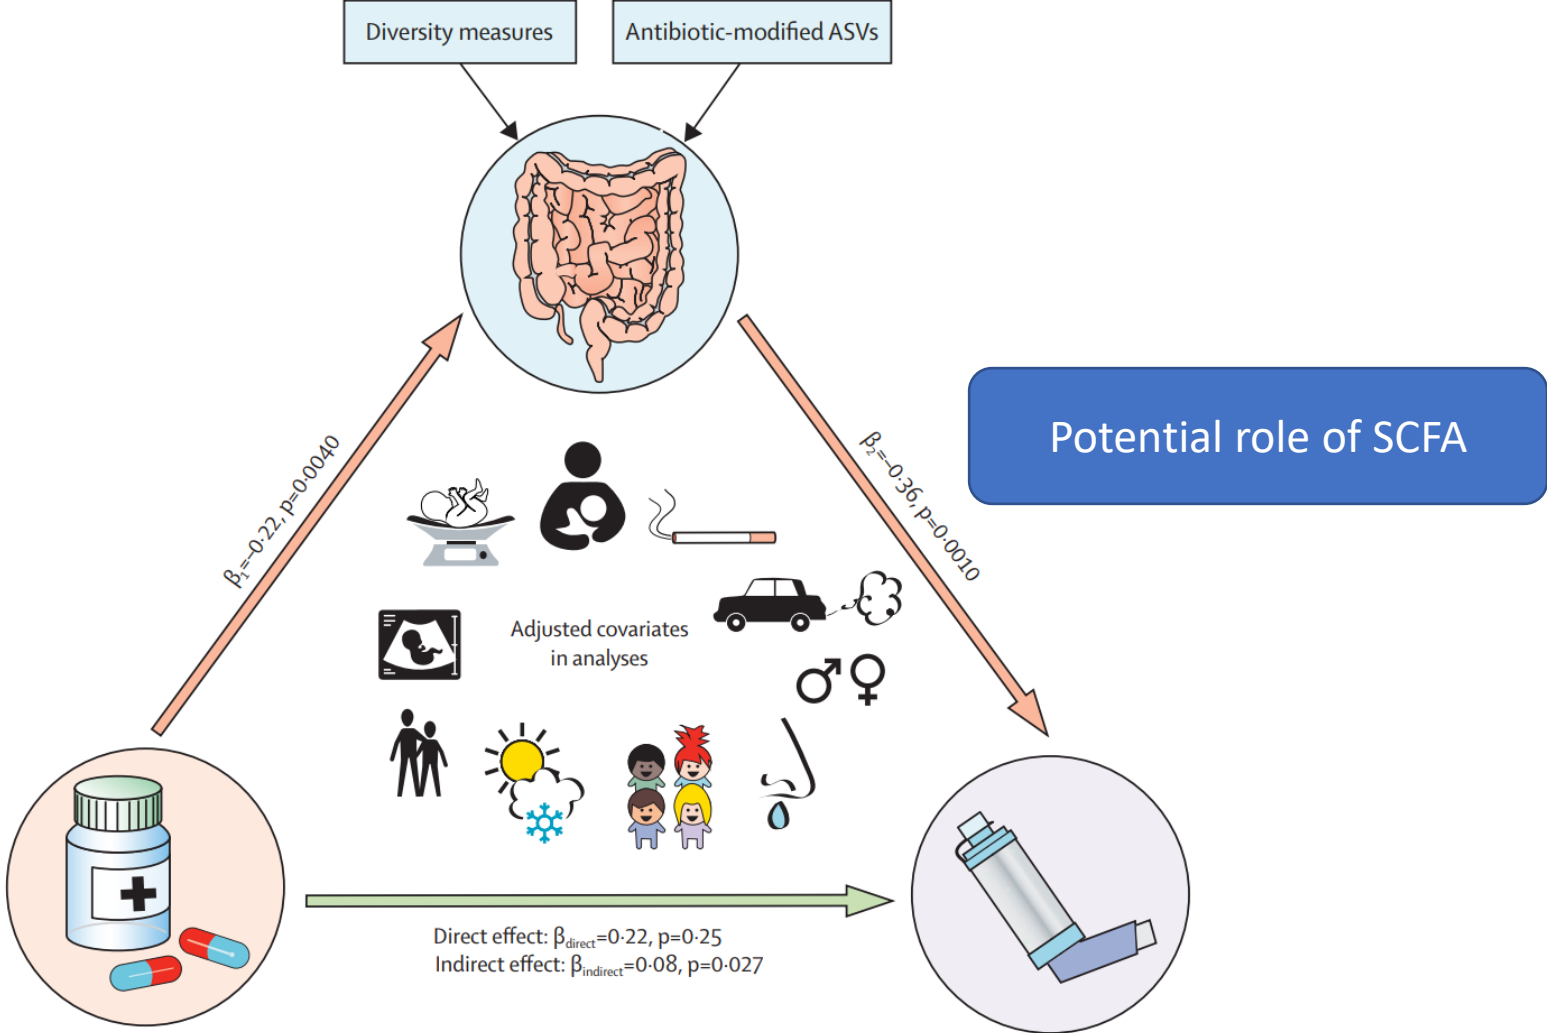 Diversity measures
Antibiotic-modified ASVs
Potential role of SCFA
β1=–0·22, p=0·0040
β2=–0·36, p=0·0010
Adjusted covariates
in analyses
Direct effect: βdirect=0·22, p=0·25
Indirect effect: βindirect=0·08, p=0·027